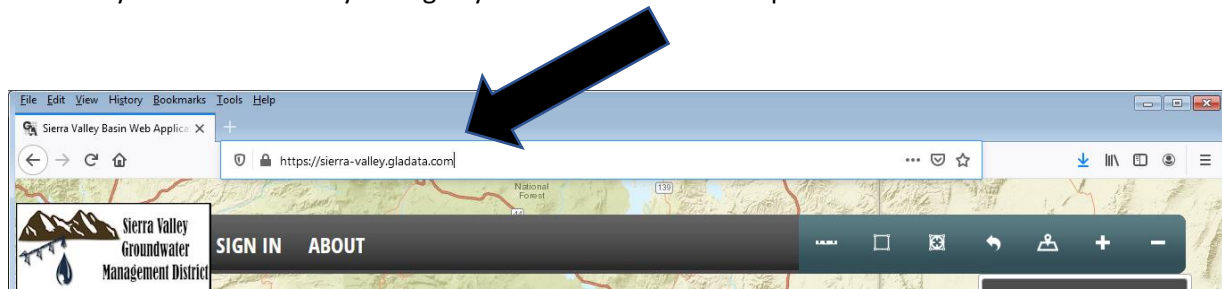 File Edit View History Bookmarks Tools Help
Sierra Valley Basin Web Applica
https://sierra-valley.gladata.com
National
Forest
139
44
Sierra Valley
Groundwater
Management District
SIGN IN ABOUT